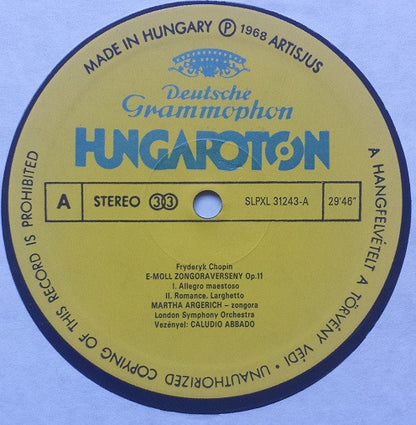 MADE IN HUNGARY Ⓟ 1968 ARTISJUS
Deutsche
Grammophon
HUNGAROTON
A STEREO 33 SLPXL 31243-A 29'46"
Fryderyk Chopin
E-MOLL ZONGORAVERSENY Op.11
I. Allegro maestoso
II. Romance. Larghetto
MARTHA ARGERICH – zongora
London Symphony Orchestra
Vezényel: CALUDIO ABBADO
A HANGFELVÉTELT A TÖRVÉNY VÉDI • UNAUTHORIZED COPYING OF THIS RECORD IS PROHIBITED